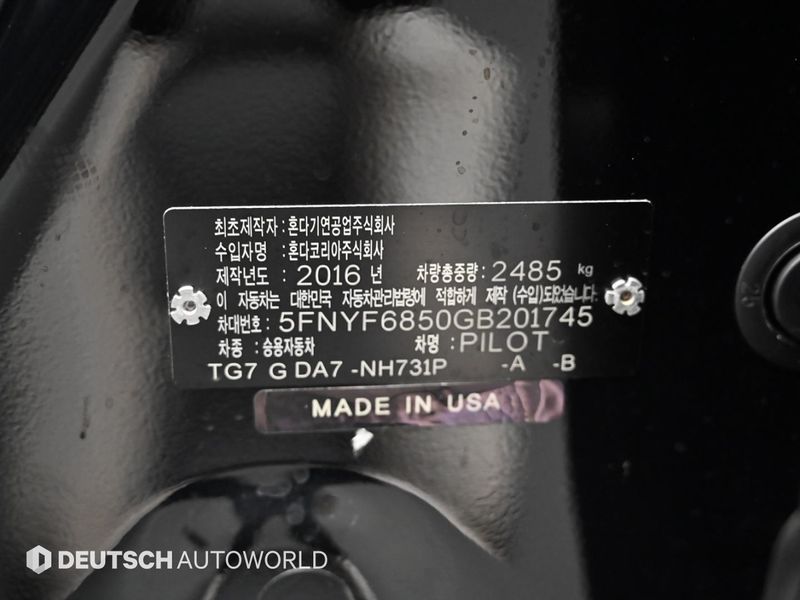 최초제작자 : 혼다기연공업주식회사
수입자명 : 혼다코리아주식회사
제작년도 : 2016 년 차량총중량 : 2485 kg
이 자동차는 대한민국 자동차관리법령에 적합하게 제작 (수입)되었습니다.
차대번호 : 5FNYF6850GB201745
차종 : 승용자동차 차명 : PILOT
TG7 G DA7 -NH731P -A -B
MADE IN USA
DEUTSCH AUTOWORLD